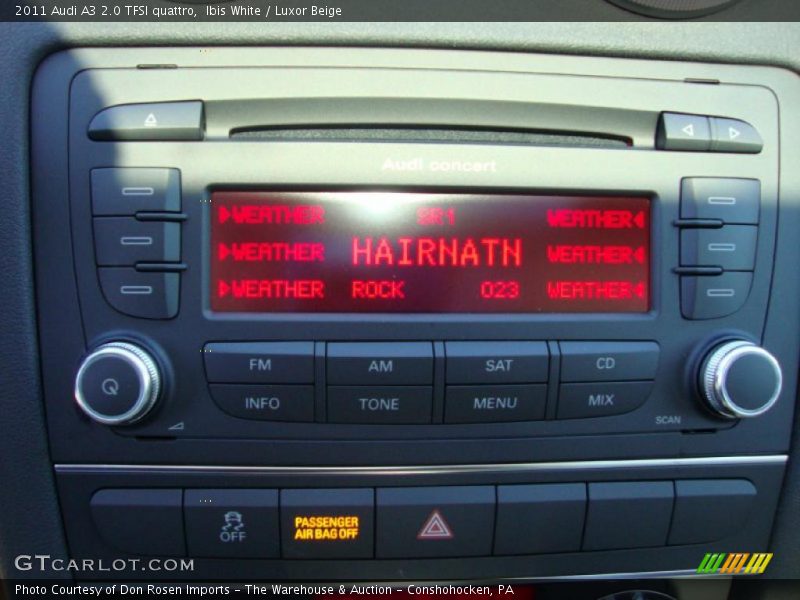 2011 Audi A3 2.0 TFSI quattro, Ibis White / Luxor Beige
Audi concert
WEATHER SR1 WEATHER
WEATHER HAIRNATN WEATHER
WEATHER ROCK 023 WEATHER
FM AM SAT CD
INFO TONE MENU MIX
SCAN
OFF
PASSENGER
AIR BAG OFF
GTCARLOT.COM
Photo Courtesy of Don Rosen Imports - The Warehouse & Auction - Conshohocken, PA